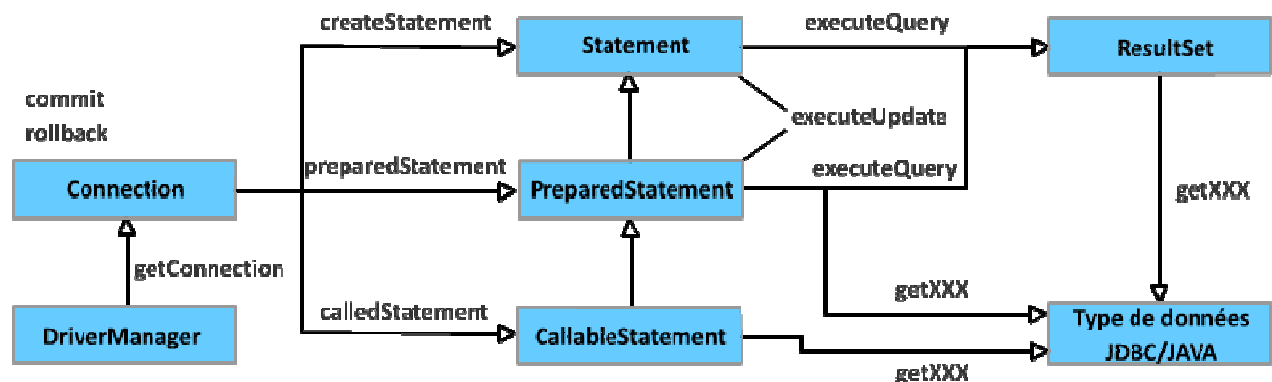 createStatement
Statement
executeQuery
ResultSet
commit
rollback
executeUpdate
Connection
preparedStatement
PreparedStatement
executeQuery
getXXX
getConnection
DriverManager
calledStatement
CallableStatement
getXXX
Type de données
JDBC/JAVA
getXXX